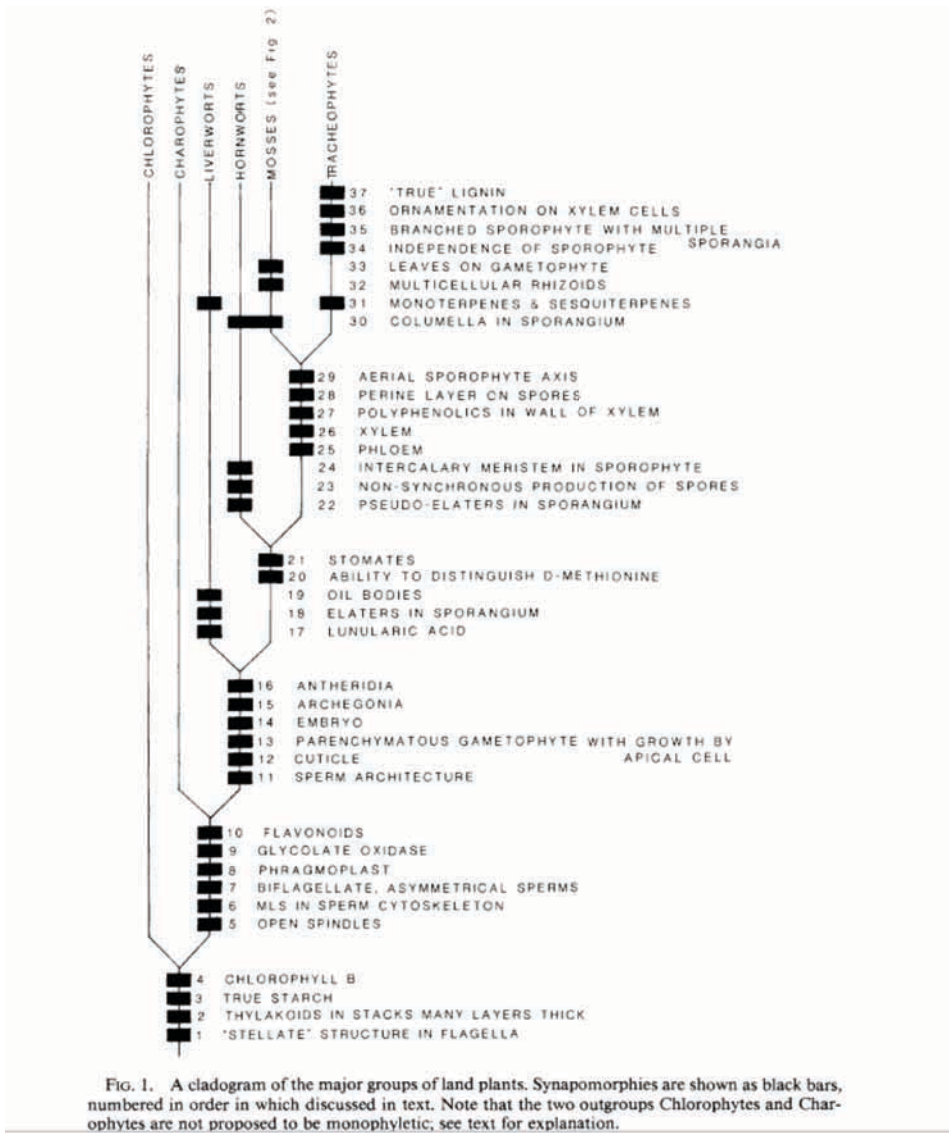 CHLOROPHYTES
CHAROPHYTES
LIVERWORTS
HORNWORTS
MOSSES (see Fig 2)
TRACHEOPHYTES
37 "TRUE" LIGNIN
36 ORNAMENTATION ON XYLEM CELLS
35 BRANCHED SPOROPHYTE WITH MULTIPLE
34 INDEPENDENCE OF SPOROPHYTE SPORANGIA
33 LEAVES ON GAMETOPHYTE
32 MULTICELLULAR RHIZOIDS
31 MONOTERPENES & SESQUITERPENES
30 COLUMELLA IN SPORANGIUM
29 AERIAL SPOROPHYTE AXIS
28 PERINE LAYER ON SPORES
27 POLYPHENOLICS IN WALL OF XYLEM
26 XYLEM
25 PHLOEM
24 INTERCALARY MERISTEM IN SPOROPHYTE
23 NON-SYNCHRONOUS PRODUCTION OF SPORES
22 PSEUDO-ELATERS IN SPORANGIUM
21 STOMATES
20 ABILITY TO DISTINGUISH D-METHIONINE
19 OIL BODIES
18 ELATERS IN SPORANGIUM
17 LUNULARIC ACID
16 ANTHERIDIA
15 ARCHEGONIA
14 EMBRYO
13 PARENCHYMATOUS GAMETOPHYTE WITH GROWTH BY
12 CUTICLE APICAL CELL
11 SPERM ARCHITECTURE
10 FLAVONOIDS
9 GLYCOLATE OXIDASE
8 PHRAGMOPLAST
7 BIFLAGELLATE, ASYMMETRICAL SPERMS
6 MLS IN SPERM CYTOSKELETON
5 OPEN SPINDLES
4 CHLOROPHYLL B
3 TRUE STARCH
2 THYLAKOIDS IN STACKS MANY LAYERS THICK
1 "STELLATE" STRUCTURE IN FLAGELLA
FIG. 1. A cladogram of the major groups of land plants. Synapomorphies are shown as black bars,
numbered in order in which discussed in text. Note that the two outgroups Chlorophytes and Char-
ophytes are not proposed to be monophyletic; see text for explanation.